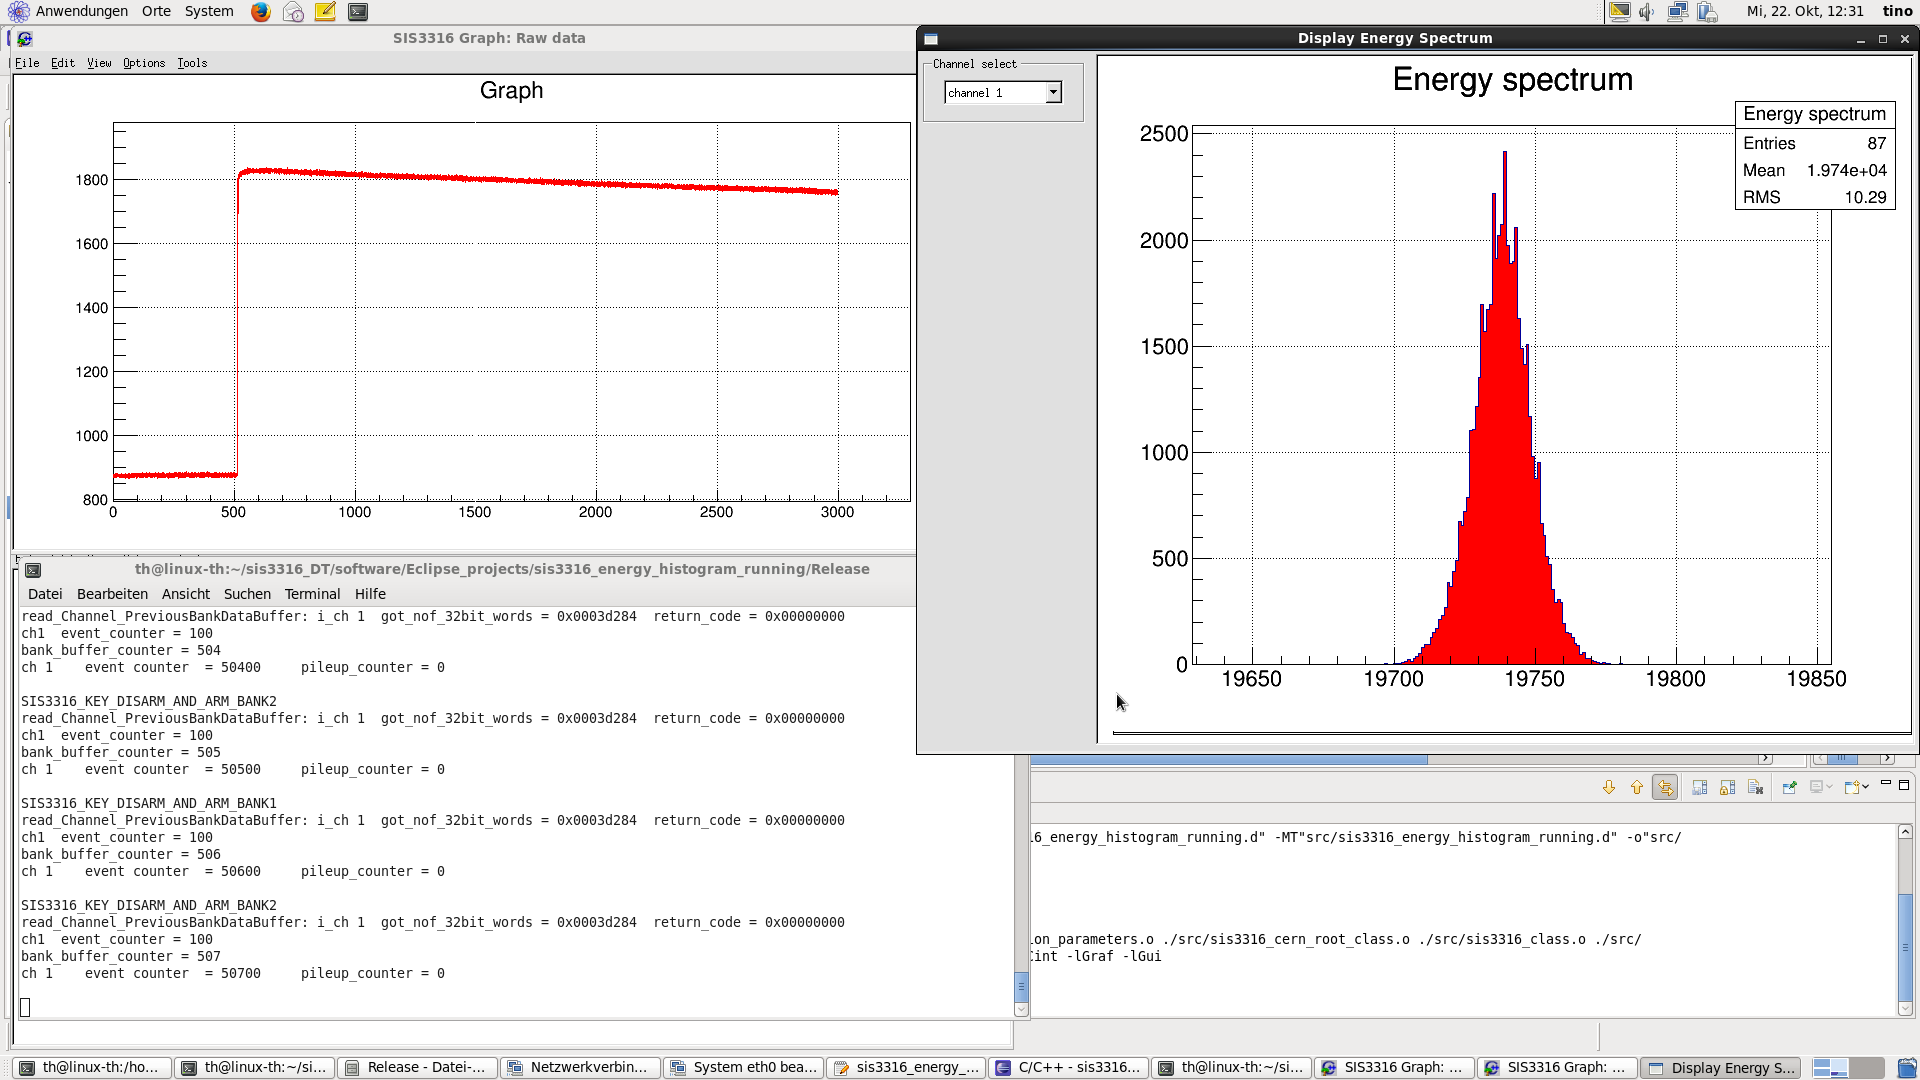 Anwendungen Orte System
Mi, 22. Okt, 12:31 tino
SIS3316 Graph: Raw data
File Edit View Options Tools
Graph
1800
1600
1400
1200
1000
800
0 500 1000 1500 2000 2500 3000
Display Energy Spectrum
Channel select
channel 1
Energy spectrum
Energy spectrum
Entries 87
Mean 1.974e+04
RMS 10.29
2500
2000
1500
1000
500
0
19650 19700 19750 19800 19850
th@linux-th:~/sis3316_DT/software/Eclipse_projects/sis3316_energy_histogram_running/Release
Datei Bearbeiten Ansicht Suchen Terminal Hilfe
read_Channel_PreviousBankDataBuffer: i_ch 1  got_nof_32bit_words = 0x0003d284  return_code = 0x00000000
ch1  event_counter = 100
bank_buffer_counter = 504
ch 1    event counter  = 50400     pileup_counter = 0
SIS3316_KEY_DISARM_AND_ARM_BANK2
read_Channel_PreviousBankDataBuffer: i_ch 1  got_nof_32bit_words = 0x0003d284  return_code = 0x00000000
ch1  event_counter = 100
bank_buffer_counter = 505
ch 1    event counter  = 50500     pileup_counter = 0
SIS3316_KEY_DISARM_AND_ARM_BANK1
read_Channel_PreviousBankDataBuffer: i_ch 1  got_nof_32bit_words = 0x0003d284  return_code = 0x00000000
ch1  event_counter = 100
bank_buffer_counter = 506
ch 1    event counter  = 50600     pileup_counter = 0
SIS3316_KEY_DISARM_AND_ARM_BANK2
read_Channel_PreviousBankDataBuffer: i_ch 1  got_nof_32bit_words = 0x0003d284  return_code = 0x00000000
ch1  event_counter = 100
bank_buffer_counter = 507
ch 1    event counter  = 50700     pileup_counter = 0
16_energy_histogram_running.d" -MT"src/sis3316_energy_histogram_running.d" -o"src/
ion_parameters.o ./src/sis3316_cern_root_class.o ./src/sis3316_class.o ./src/
Cint -lGraf -lGui
th@linux-th:/ho... th@linux-th:~/si... Release - Datei-... Netzwerkverbin... System eth0 bea... sis3316_energy_... C/C++ - sis3316... th@linux-th:~/si... SIS3316 Graph: ... SIS3316 Graph: ... Display Energy S...